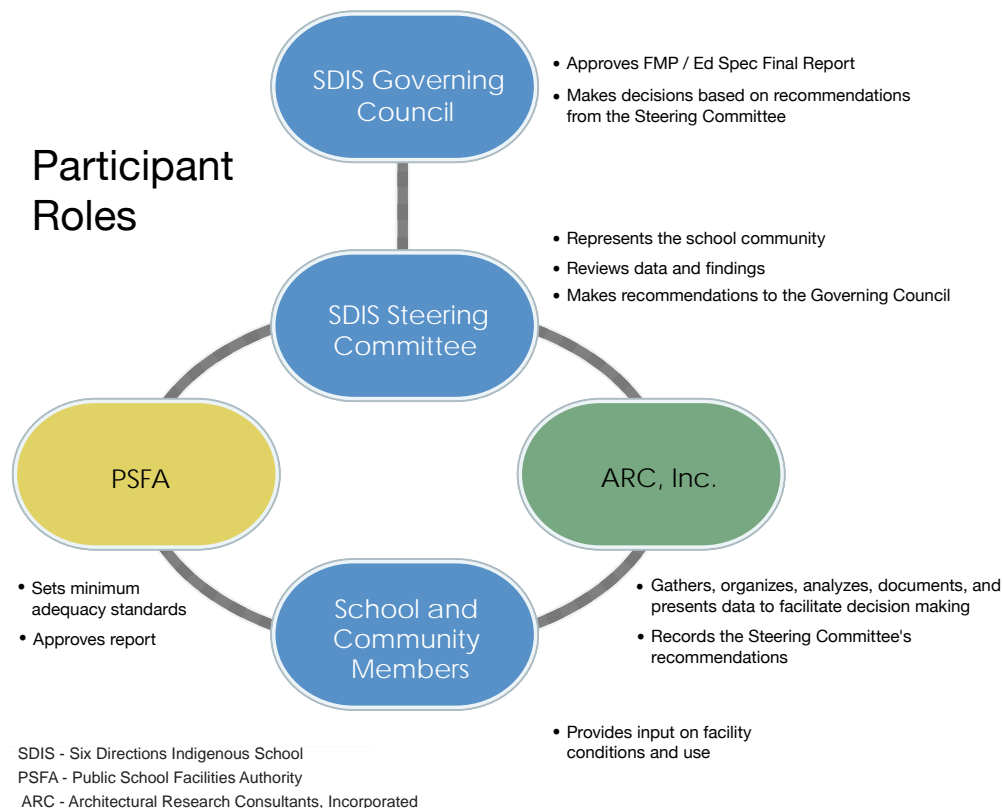 SDIS Governing
Council
• Approves FMP / Ed Spec Final Report
• Makes decisions based on recommendations
from the Steering Committee
Participant
Roles
SDIS Steering
Committee
• Represents the school community
• Reviews data and findings
• Makes recommendations to the Governing Council
PSFA
ARC, Inc.
• Sets minimum
adequacy standards
• Approves report
School and
Community
Members
• Gathers, organizes, analyzes, documents, and
presents data to facilitate decision making
• Records the Steering Committee's
recommendations
• Provides input on facility
conditions and use
SDIS - Six Directions Indigenous School
PSFA - Public School Facilities Authority
ARC - Architectural Research Consultants, Incorporated